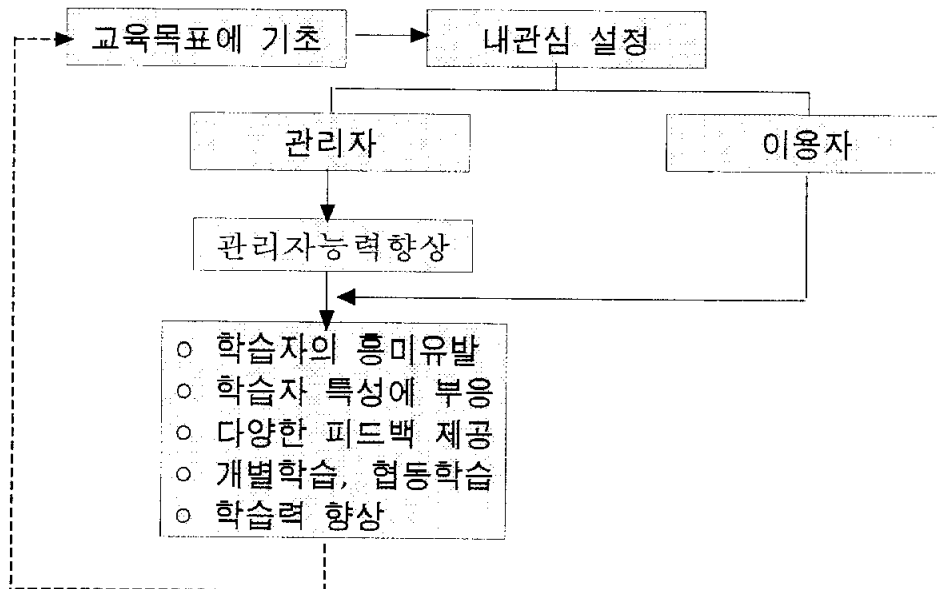 교육목표에 기초
내관심 설정
관리자
이용자
관리자능력향상
○ 학습자의 흥미유발
○ 학습자 특성에 부응
○ 다양한 피드백 제공
○ 개별학습, 협동학습
○ 학습력 향상